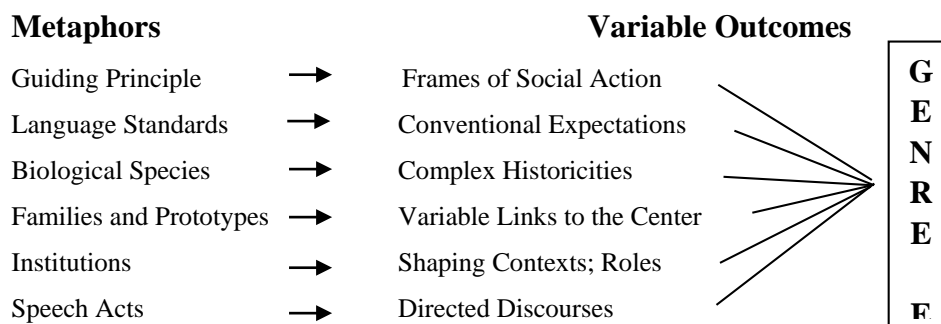 Metaphors Variable Outcomes
Guiding Principle Frames of Social Action
Language Standards Conventional Expectations
Biological Species Complex Historicities
Families and Prototypes Variable Links to the Center
Institutions Shaping Contexts; Roles
Speech Acts Directed Discourses
G
E
N
R
E